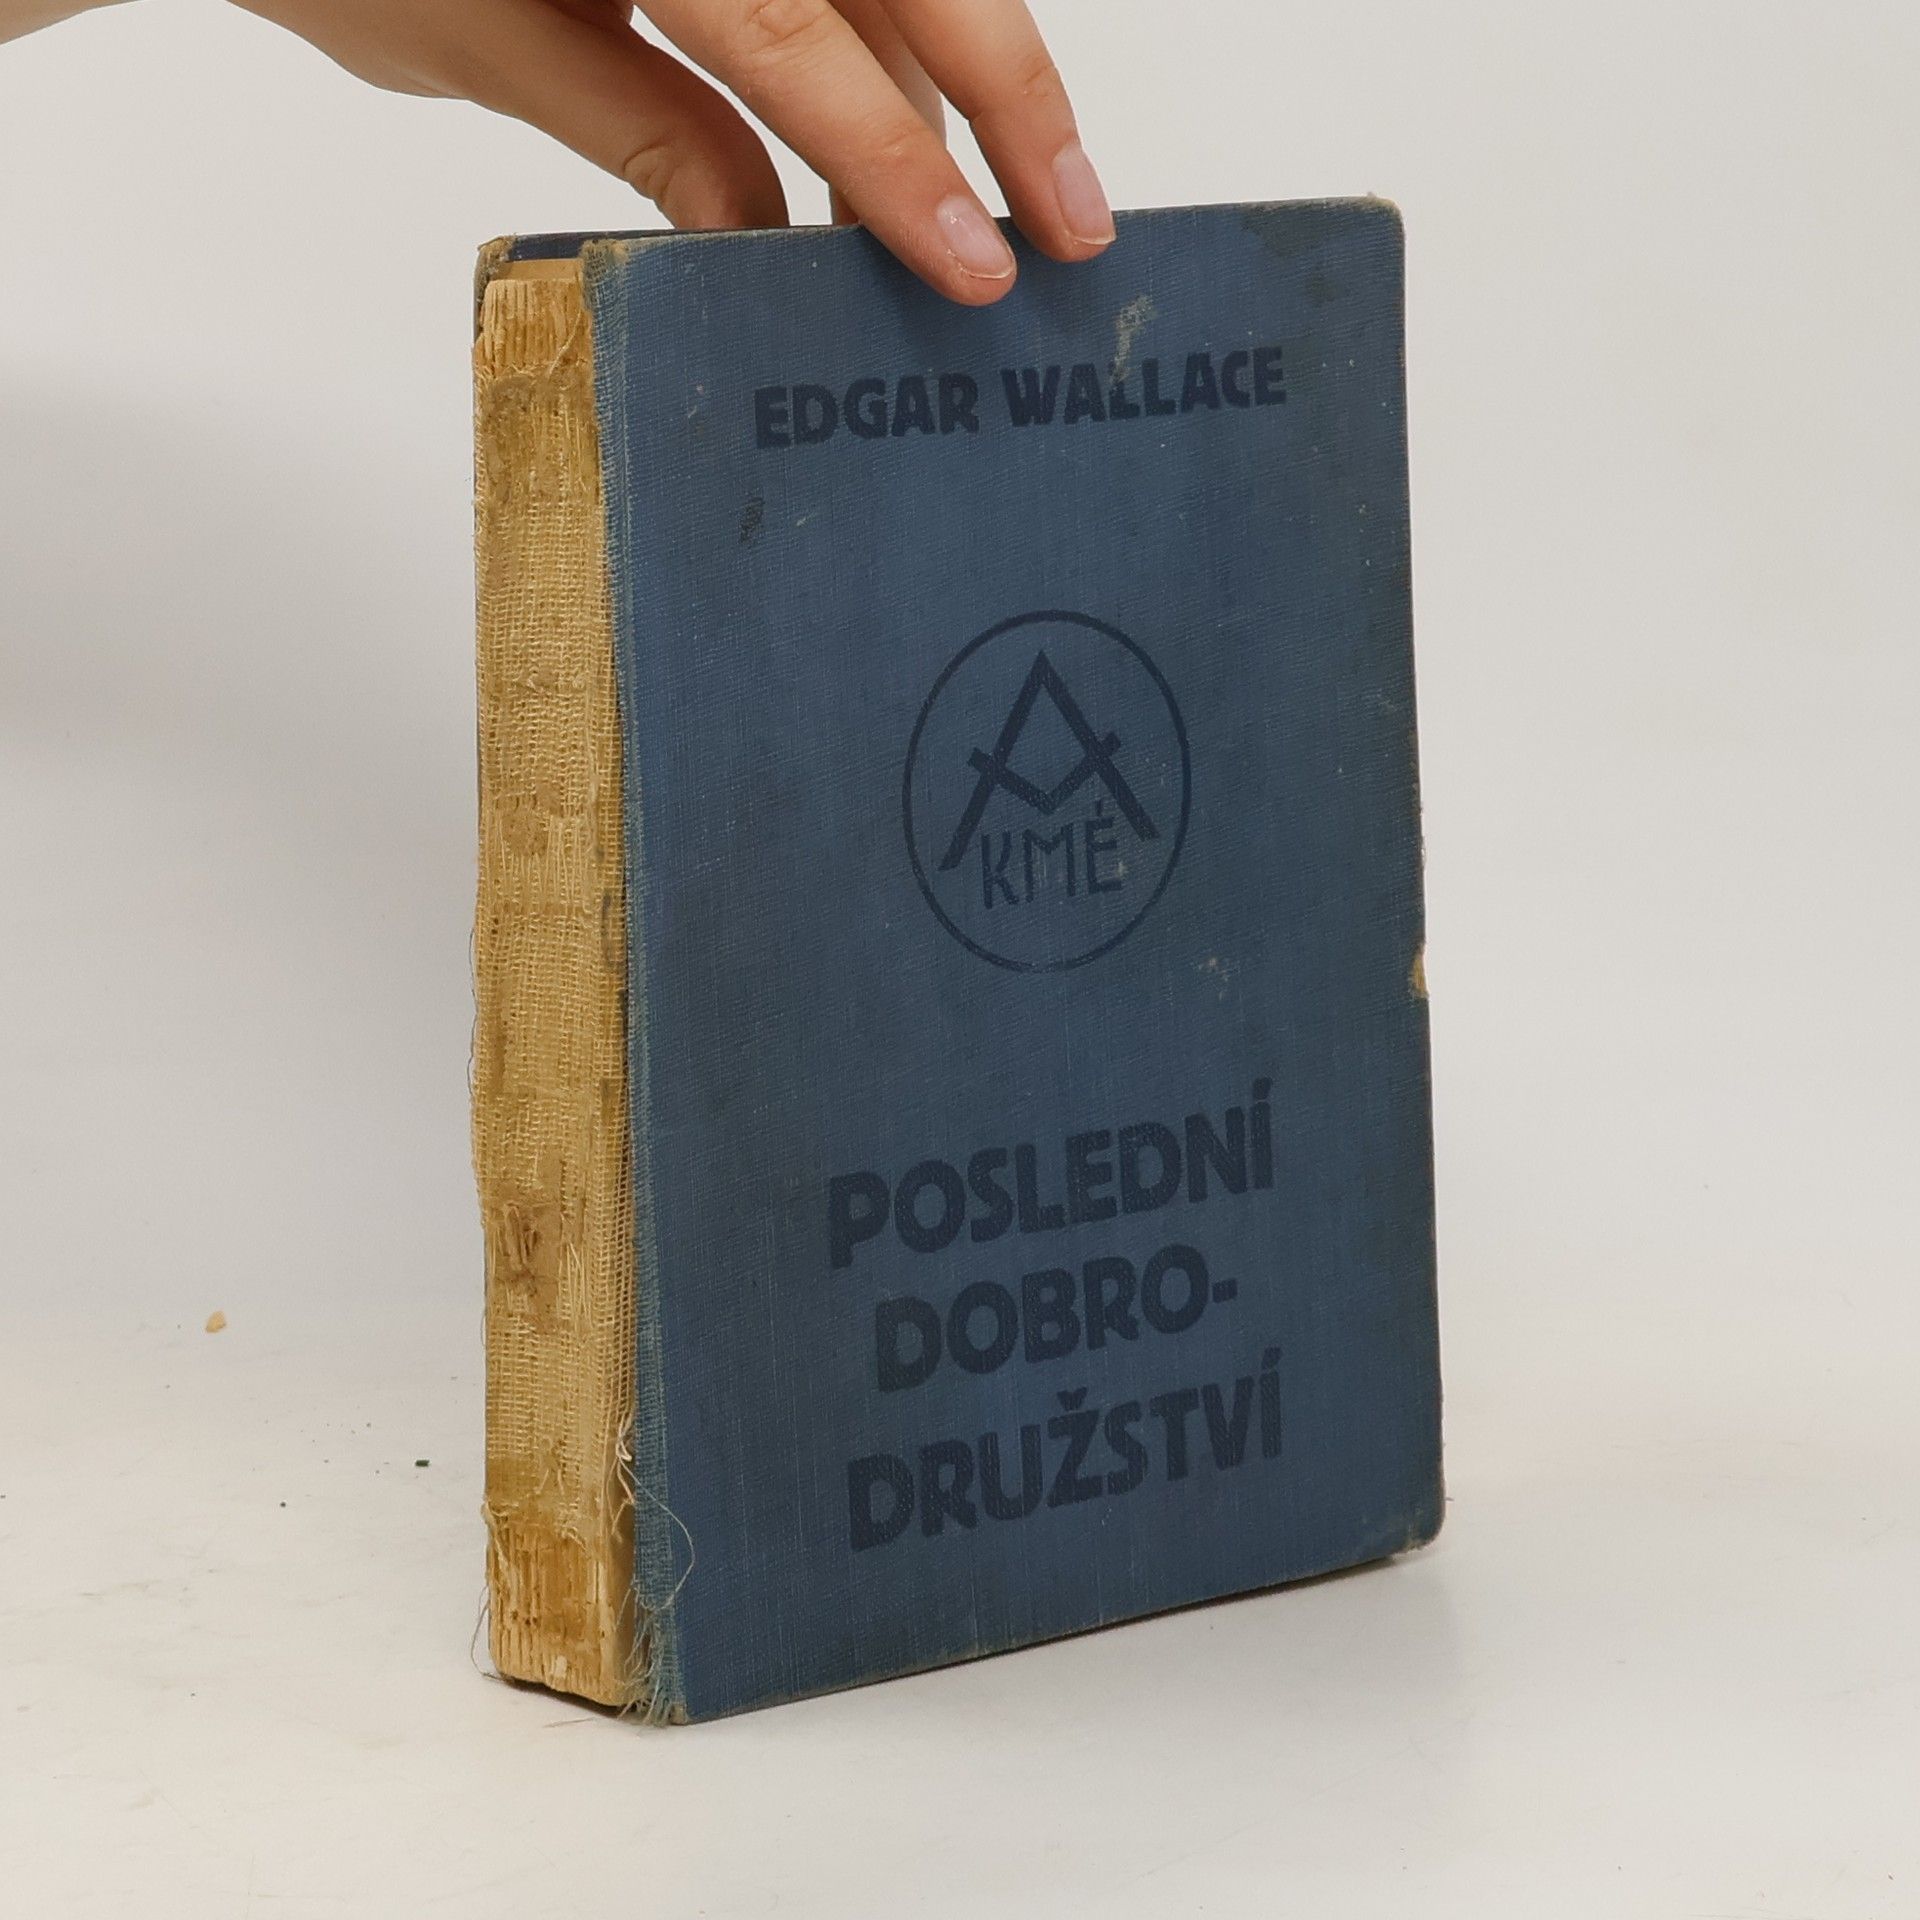 EDGAR WALLACE
AKMÉ
POSLEDNÍ
DOBRO-
DRUŽSTVÍ